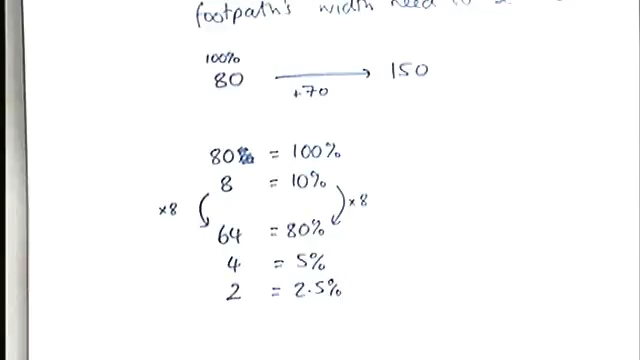 footpath's width need to
100%
80 → 150
+70
80% = 100%
8 = 10%
×8 ×8
64 = 80%
4 = 5%
2 = 2.5%